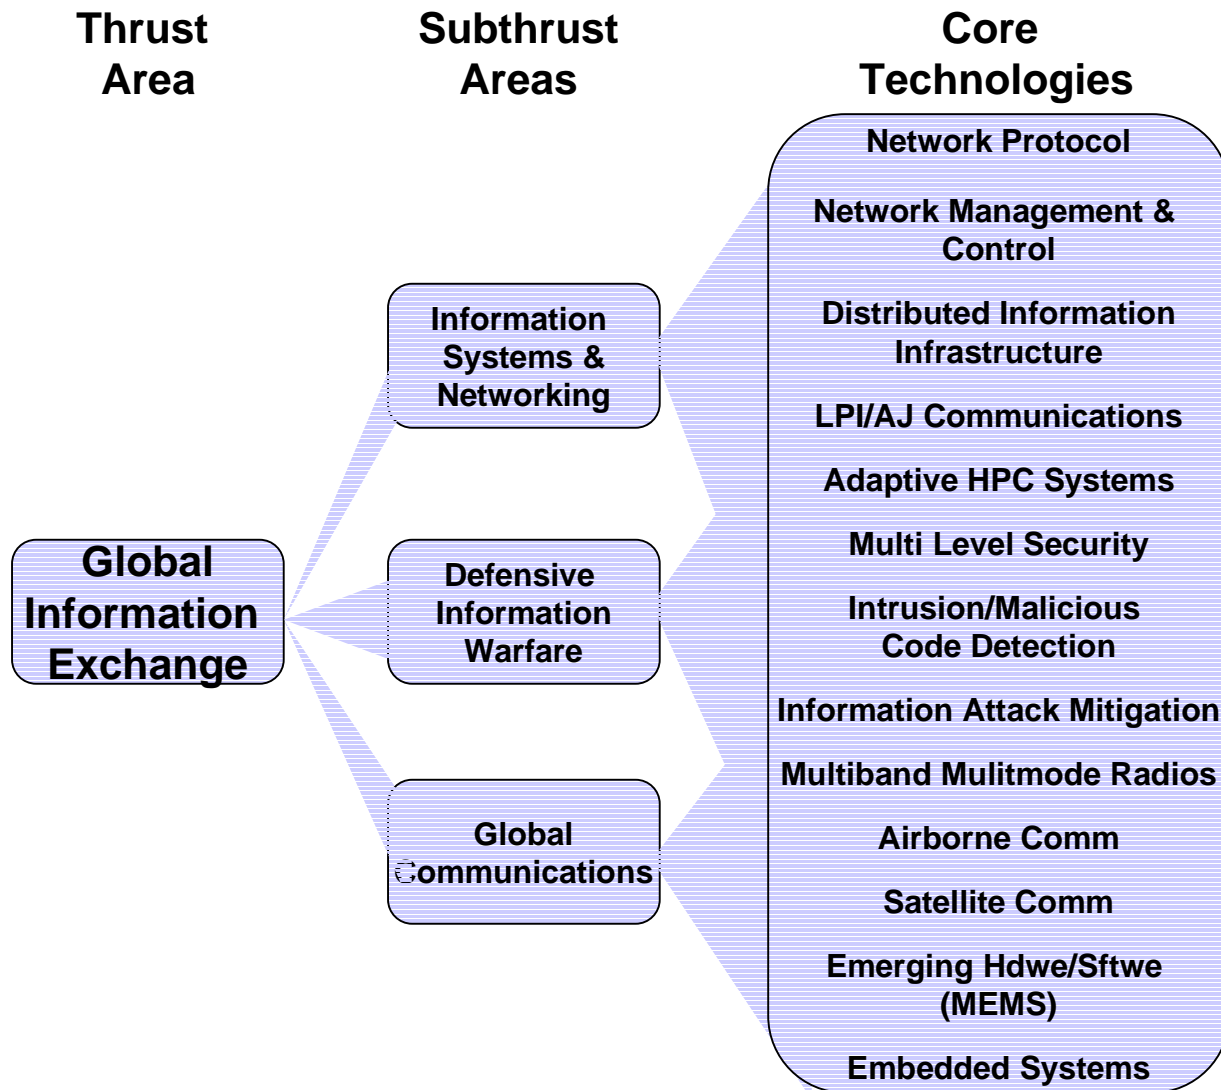 Thrust
Area
Subthrust
Areas
Core
Technologies
Global
Information
Exchange
Information
Systems &
Networking
Defensive
Information
Warfare
Global
Communications
Network Protocol
Network Management &
Control
Distributed Information
Infrastructure
LPI/AJ Communications
Adaptive HPC Systems
Multi Level Security
Intrusion/Malicious
Code Detection
Information Attack Mitigation
Multiband Mulitmode Radios
Airborne Comm
Satellite Comm
Emerging Hdwe/Sftwe
(MEMS)
Embedded Systems